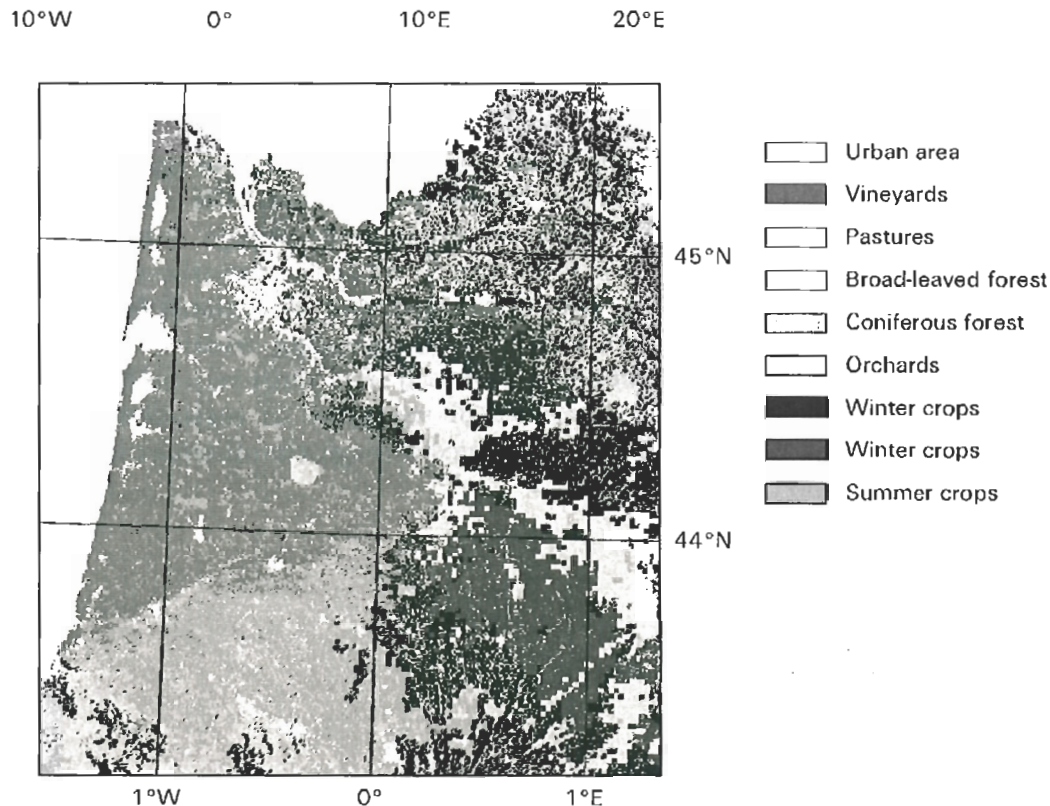 10°W 0° 10°E 20°E
Urban area
Vineyards
Pastures
45°N
Broad-leaved forest
Coniferous forest
Orchards
Winter crops
Winter crops
Summer crops
44°N
1°W 0° 1°E